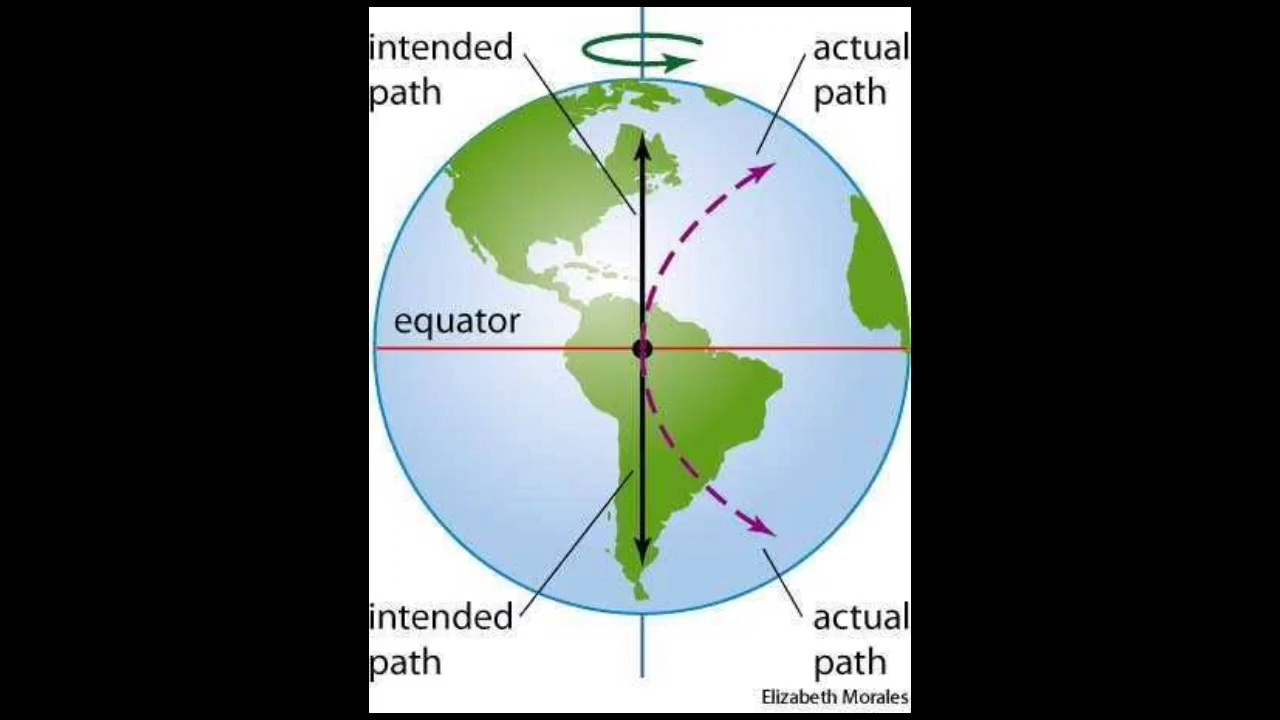 intended
path
actual
path
equator
intended
path
actual
path
Elizabeth Morales